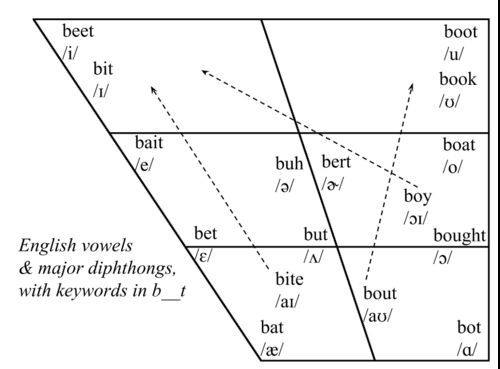 beet
/i/
boot
/u/
bit
/ɪ/
book
/ʊ/
bait
/e/
buh
/ə/
bert
/ɚ/
boat
/o/
boy
/ɔɪ/
bet
/ɛ/
but
/ʌ/
bought
/ɔ/
English vowels
& major diphthongs,
with keywords in b__t
bite
/aɪ/
bout
/aʊ/
bat
/æ/
bot
/ɑ/